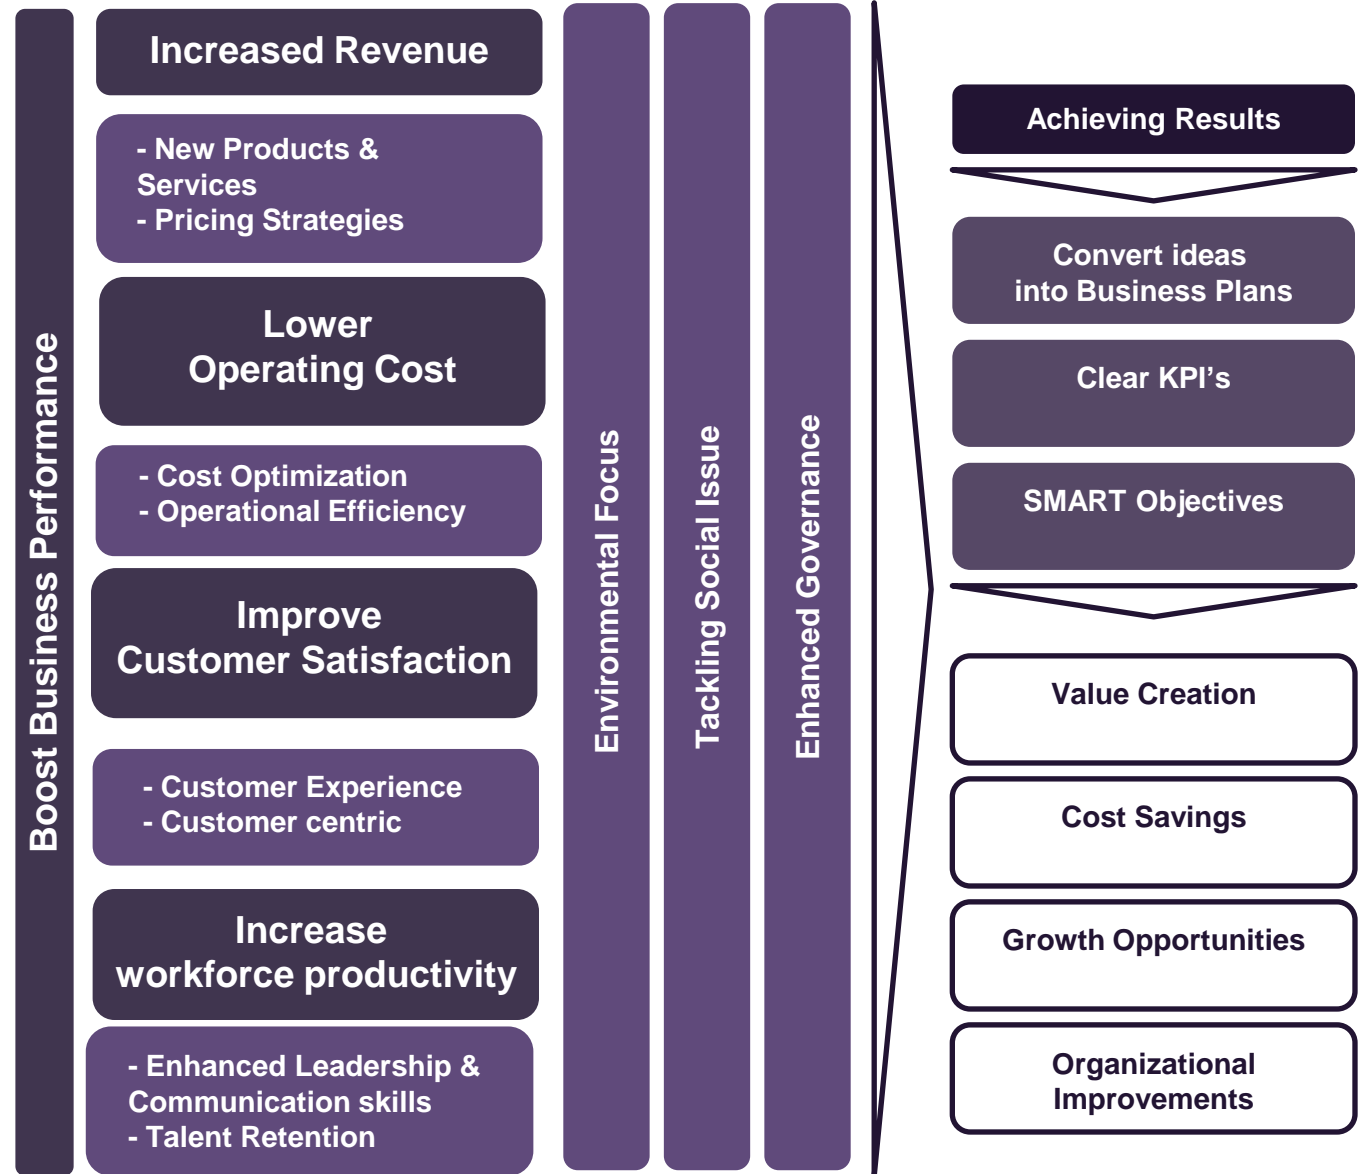 Boost Business Performance
Increased Revenue
- New Products &
Services
- Pricing Strategies
Lower
Operating Cost
- Cost Optimization
- Operational Efficiency
Improve
Customer Satisfaction
- Customer Experience
- Customer centric
Increase
workforce productivity
- Enhanced Leadership &
Communication skills
- Talent Retention
Environmental Focus
Tackling Social Issue
Enhanced Governance
Achieving Results
Convert ideas
into Business Plans
Clear KPI’s
SMART Objectives
Value Creation
Cost Savings
Growth Opportunities
Organizational
Improvements